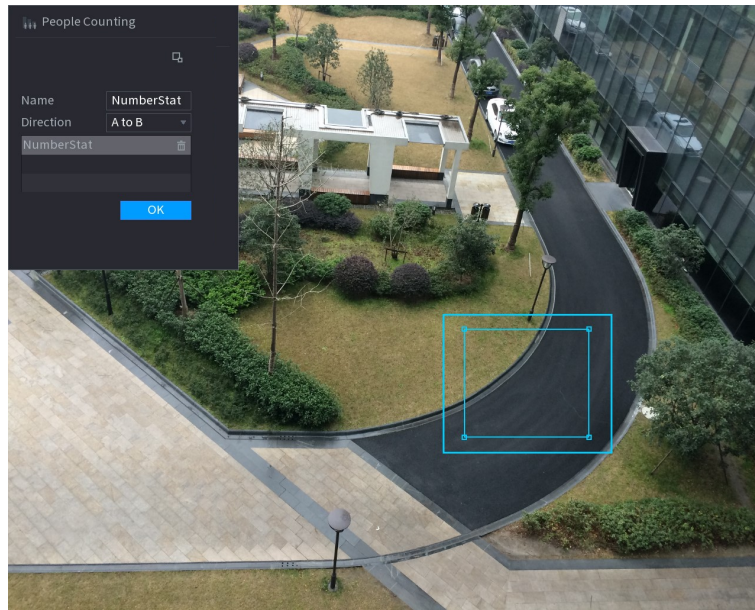 People Counting
Name NumberStat
Direction A to B
NumberStat
OK